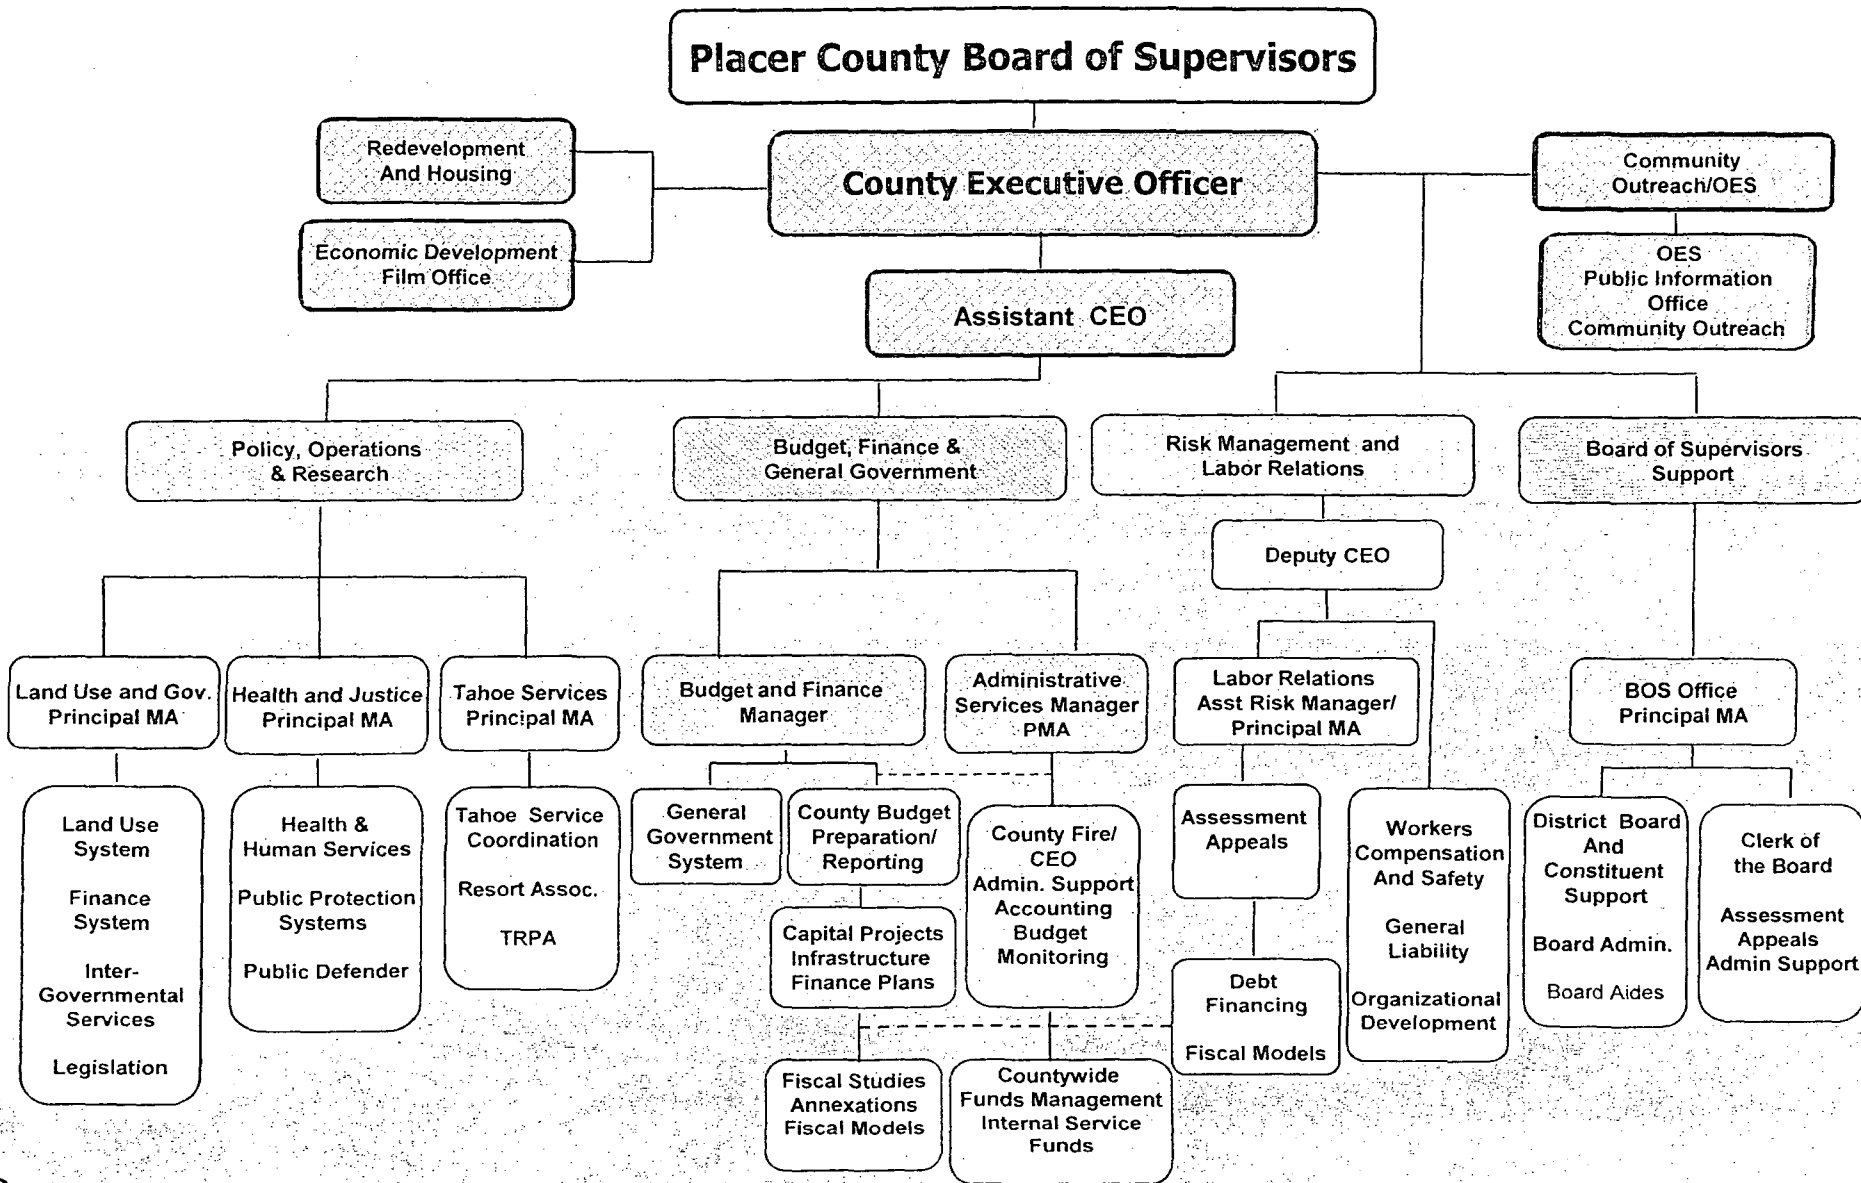 Placer County Board of Supervisors
Redevelopment
And Housing
County Executive Officer
Community
Outreach/OES
Economic Development
Film Office
OES
Public Information
Office
Community Outreach
Assistant CEO
Policy, Operations
& Research
Budget, Finance &
General Government
Risk Management and
Labor Relations
Board of Supervisors
Support
Deputy CEO
Land Use and Gov.
Principal MA
Health and Justice
Principal MA
Tahoe Services
Principal MA
Budget and Finance
Manager
Administrative
Services Manager
PMA
Labor Relations
Asst Risk Manager/
Principal MA
BOS Office
Principal MA
Land Use
System
Finance
System
Inter-
Governmental
Services
Legislation
Health &
Human Services
Public Protection
Systems
Public Defender
Tahoe Service
Coordination
Resort Assoc.
TRPA
General
Government
System
County Budget
Preparation/
Reporting
Capital Projects
Infrastructure
Finance Plans
Fiscal Studies
Annexations
Fiscal Models
County Fire/
CEO
Admin. Support
Accounting
Budget
Monitoring
Countywide
Funds Management
Internal Service
Funds
Assessment
Appeals
Debt
Financing
Fiscal Models
Workers
Compensation
And Safety
General
Liability
Organizational
Development
District Board
And
Constituent
Support
Board Admin.
Board Aides
Clerk of
the Board
Assessment
Appeals
Admin Support